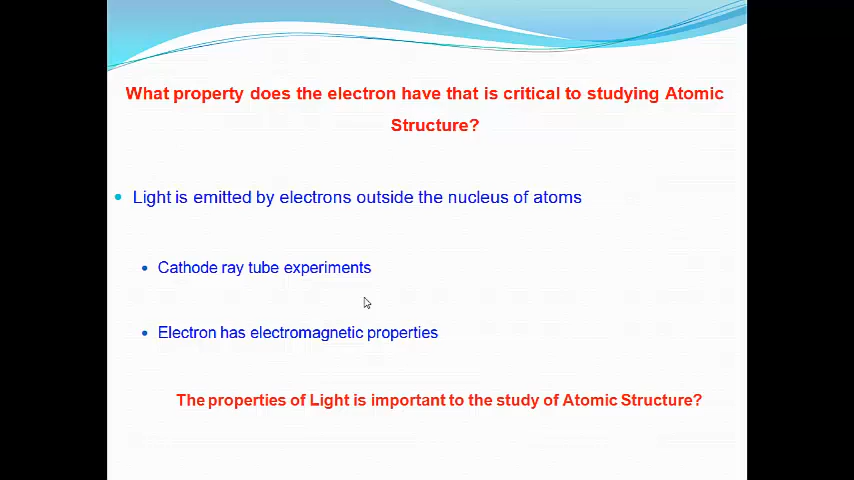 What property does the electron have that is critical to studying Atomic
Structure?
• Light is emitted by electrons outside the nucleus of atoms
• Cathode ray tube experiments
• Electron has electromagnetic properties
The properties of Light is important to the study of Atomic Structure?